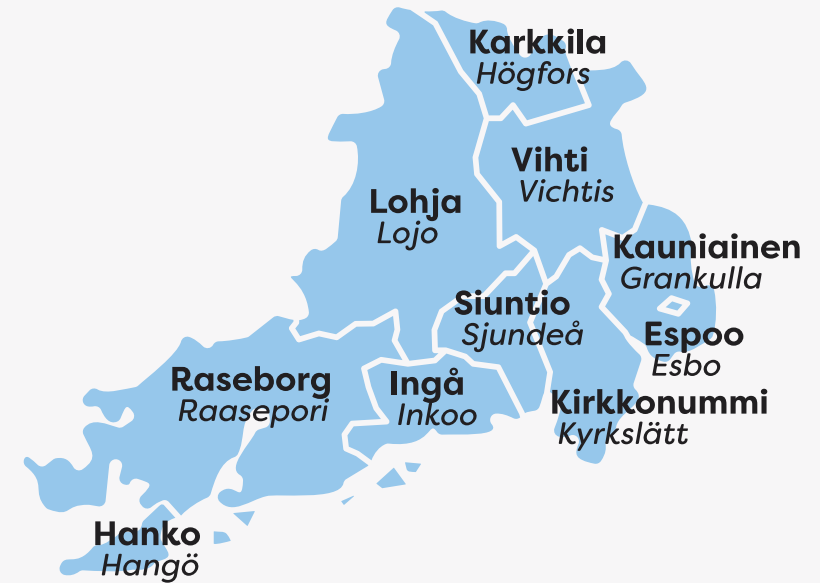 Karkkila
Högfors
Vihti
Vichtis
Lohja
Lojo
Kauniainen
Grankulla
Siuntio
Sjundeå
Espoo
Esbo
Raseborg
Raasepori
Ingå
Inkoo
Kirkkonummi
Kyrkslätt
Hanko
Hangö